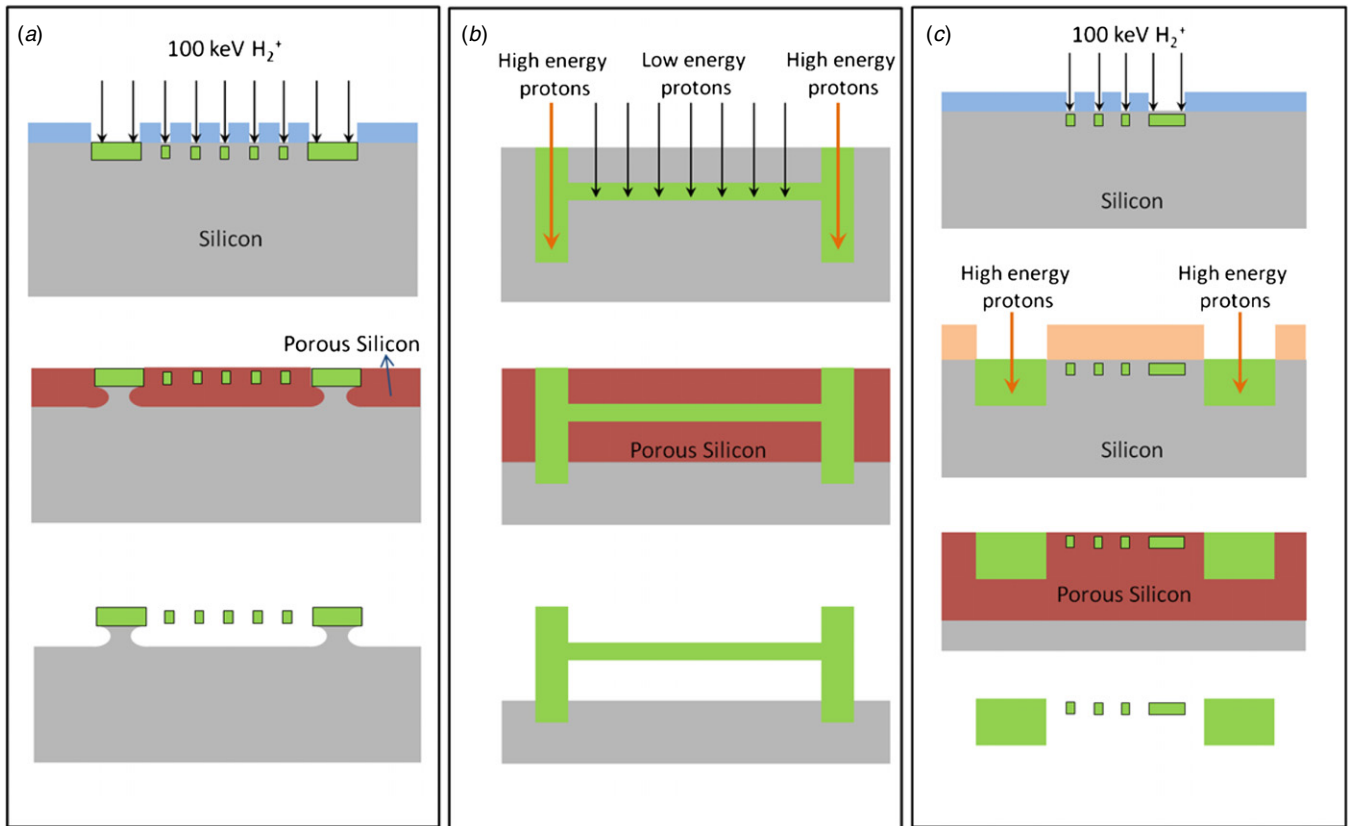 (a)
100 keV H₂⁺
Silicon
Porous Silicon
(b)
High energy
protons
Low energy
protons
High energy
protons
Porous Silicon
(c)
100 keV H₂⁺
Silicon
High energy
protons
High energy
protons
Silicon
Porous Silicon